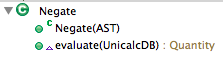 Negate
Negate(AST)
evaluate(UnicalcDB) : Quantity